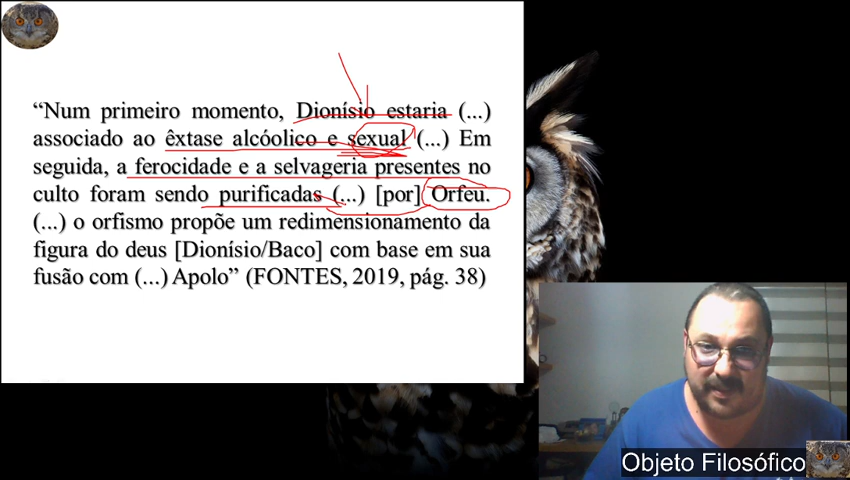 “Num primeiro momento, Dionísio estaria (...)
associado ao êxtase alcóolico e sexual (...) Em
seguida, a ferocidade e a selvageria presentes no
culto foram sendo purificadas (...) [por] Orfeu.
(...) o orfismo propõe um redimensionamento da
figura do deus [Dionísio/Baco] com base em sua
fusão com (...) Apolo” (FONTES, 2019, pág. 38)
Objeto Filosófico